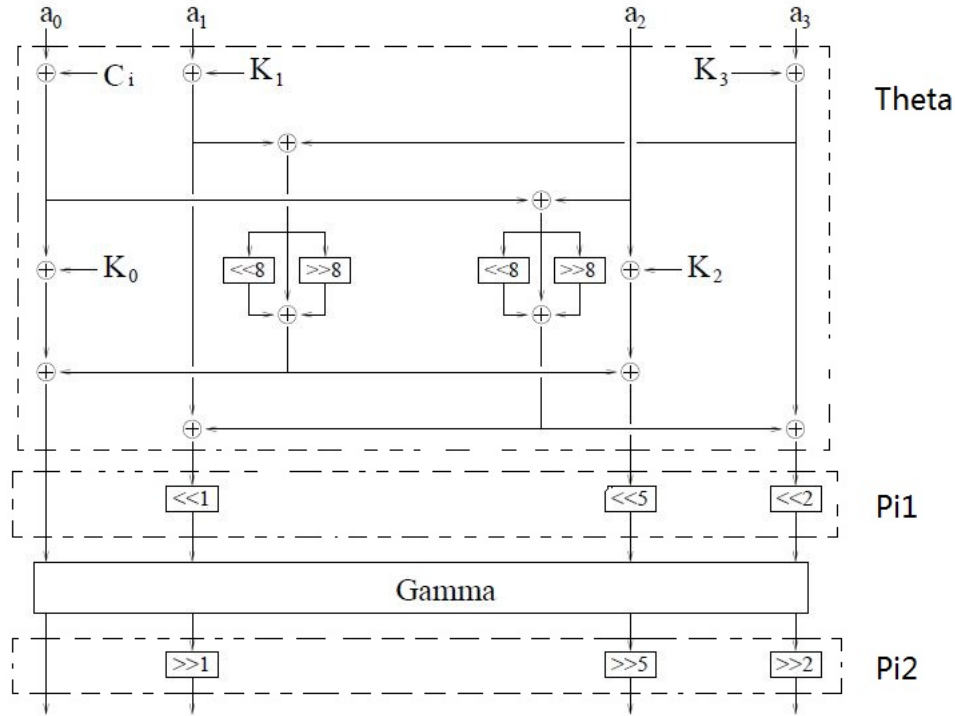 a₀ a₁ a₂ a₃
Cᵢ K₁ K₃
Theta
<<8 >>8 <<8 >>8
K₀ K₂
<<1 <<5 <<2
Pi1
Gamma
>>1 >>5 >>2
Pi2